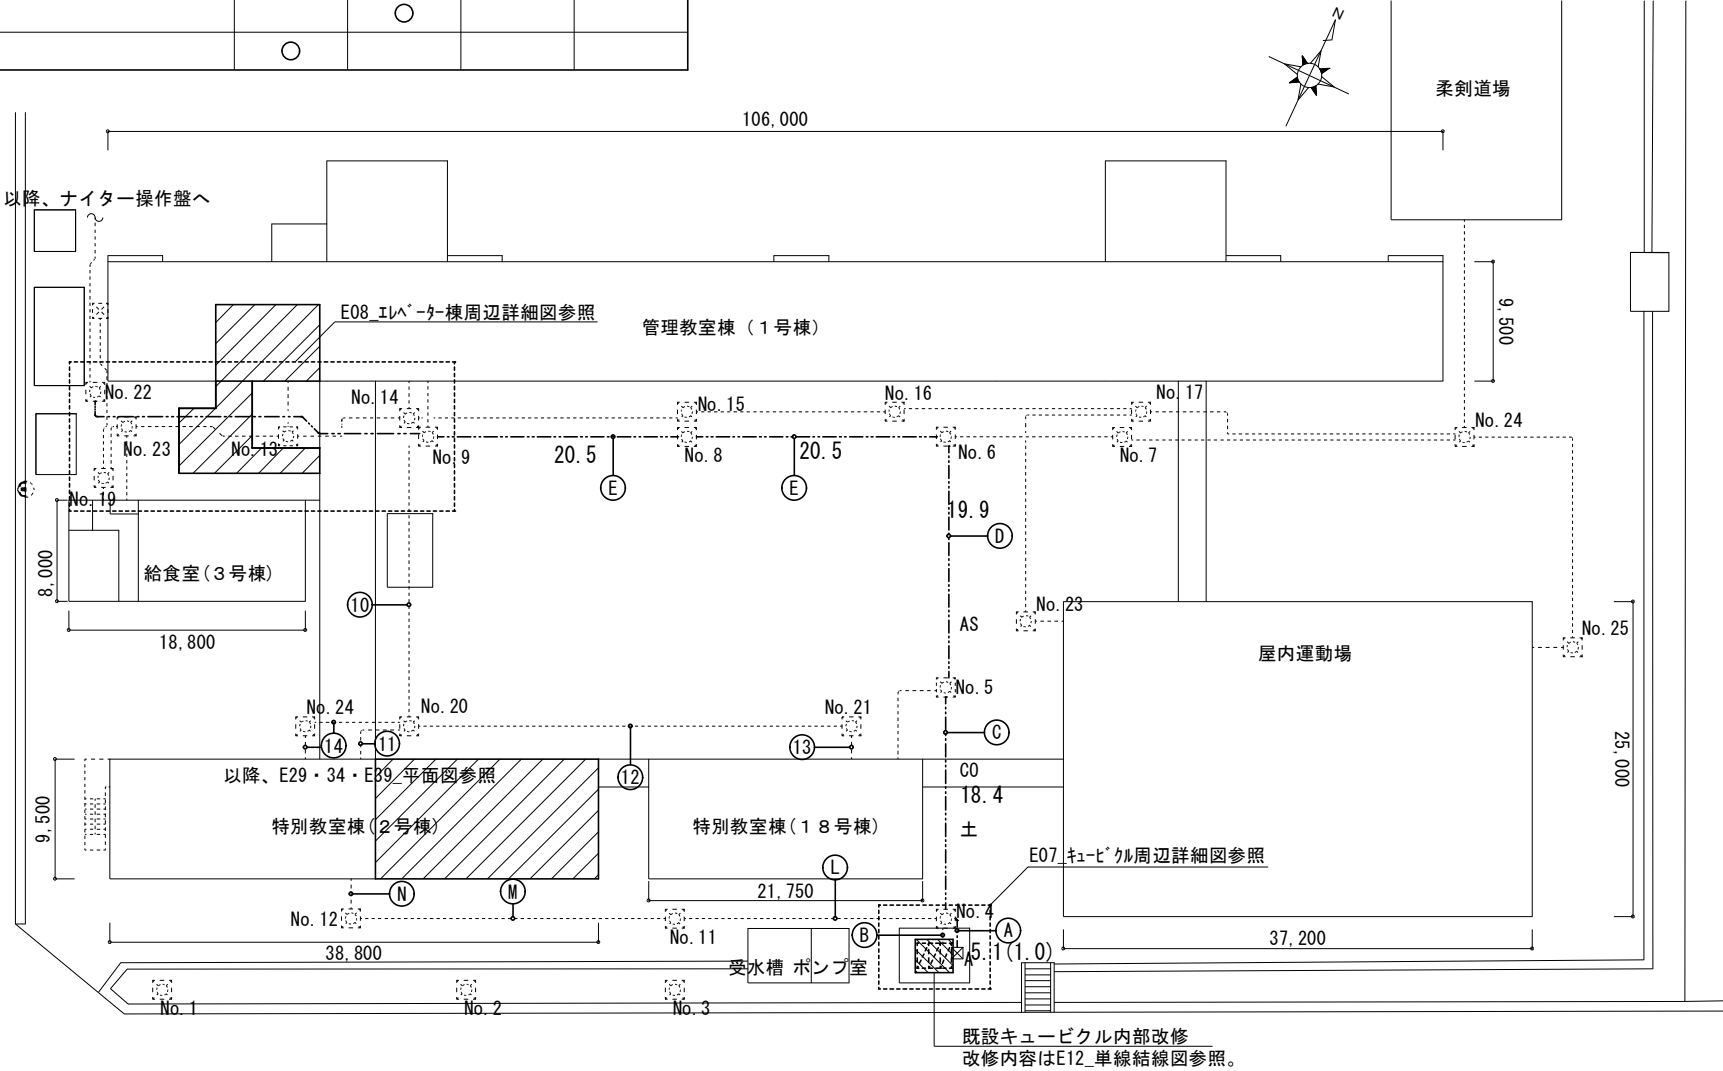 ○
○
N
柔剣道場
106,000
以降、ナイター操作盤へ
E08_エレベーター棟周辺詳細図参照
管理教室棟（１号棟）
9,500
No.22
No.14
No.15
No.16
No.17
No.24
No.23
No.13
No.9
20.5
No.8
20.5
No.6
No.7
E
E
No.19
19.9
D
8,000
給食室(３号棟)
10
No.23
AS
No.25
18,800
屋内運動場
No.5
No.24
No.20
No.21
C
14
11
13
12
25,000
以降、E29・34・E39_平面図参照
CO
18.4
9,500
特別教室棟(２号棟)
特別教室棟(１８号棟)
土
E07_キュービクル周辺詳細図参照
L
N
M
21,750
No.12
No.11
No.4
B
A
38,800
A
5.1(1.0)
37,200
受水槽 ポンプ室
No.1
No.2
No.3
既設キュービクル内部改修
改修内容はE12_単線結線図参照。